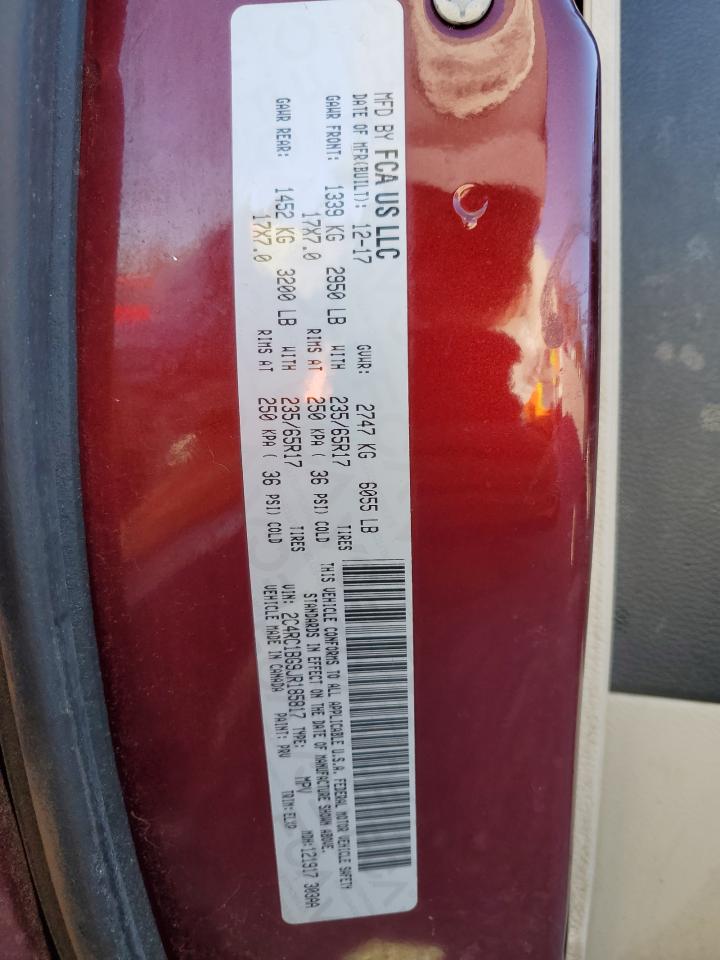 MFD BY FCA US LLC
DATE OF MFR(BUILT): 12-17 GVWR: 2747 KG 6055 LB
GAWR FRONT: 1339 KG 2950 LB WITH 235/65R17 TIRES
17X7.0 RIMS AT 250 KPA ( 36 PSI) COLD
GAWR REAR: 1452 KG 3200 LB WITH 235/65R17 TIRES
17X7.0 RIMS AT 250 KPA ( 36 PSI) COLD
THIS VEHICLE CONFORMS TO ALL APPLICABLE U.S.A. FEDERAL MOTOR VEHICLE SAFETY
STANDARDS IN EFFECT ON THE DATE OF MANUFACTURE SHOWN ABOVE.
VIN: 2C4RC1BG9JR185817 TYPE: MPV MDH:121917 303AA
VEHICLE MADE IN CANADA PAINT: PRV TRIM: